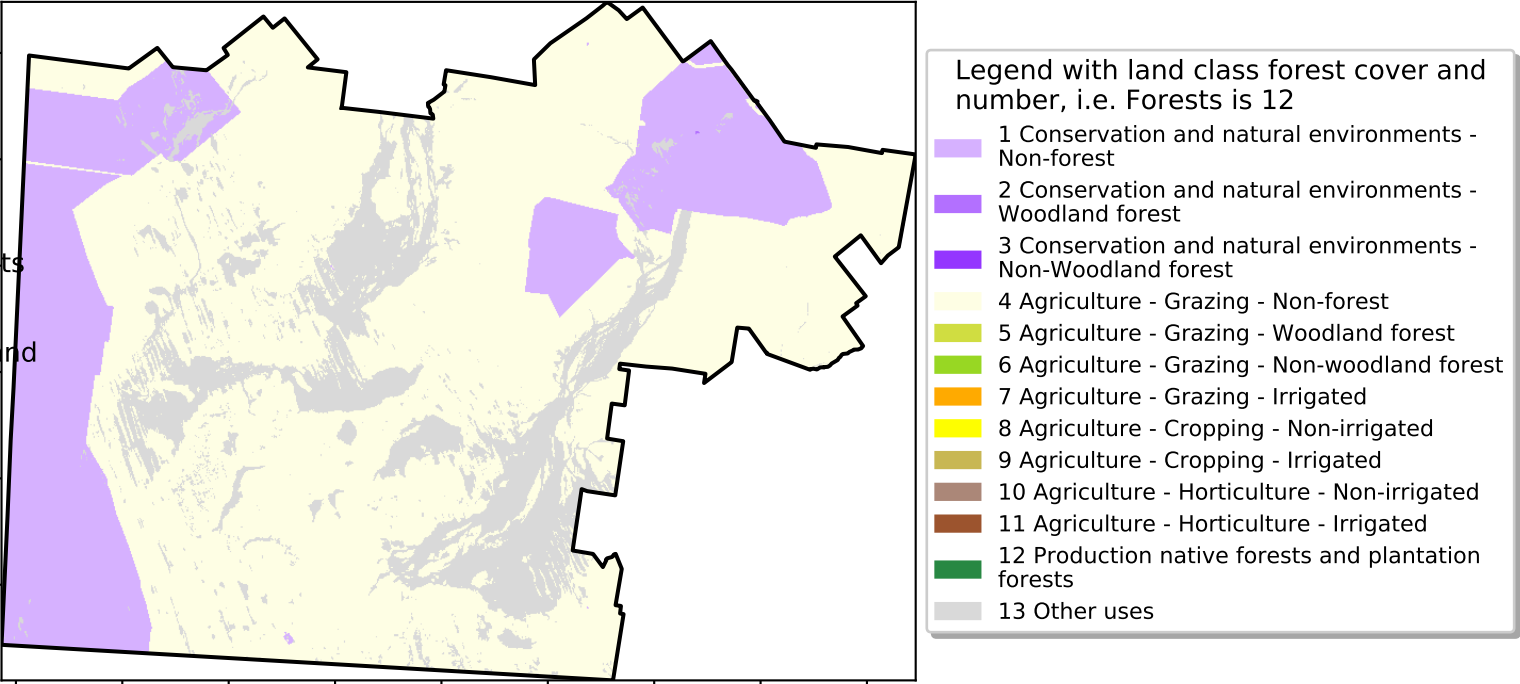 ts
nd
Legend with land class forest cover and
number, i.e. Forests is 12
1 Conservation and natural environments -
Non-forest
2 Conservation and natural environments -
Woodland forest
3 Conservation and natural environments -
Non-Woodland forest
4 Agriculture - Grazing - Non-forest
5 Agriculture - Grazing - Woodland forest
6 Agriculture - Grazing - Non-woodland forest
7 Agriculture - Grazing - Irrigated
8 Agriculture - Cropping - Non-irrigated
9 Agriculture - Cropping - Irrigated
10 Agriculture - Horticulture - Non-irrigated
11 Agriculture - Horticulture - Irrigated
12 Production native forests and plantation
forests
13 Other uses